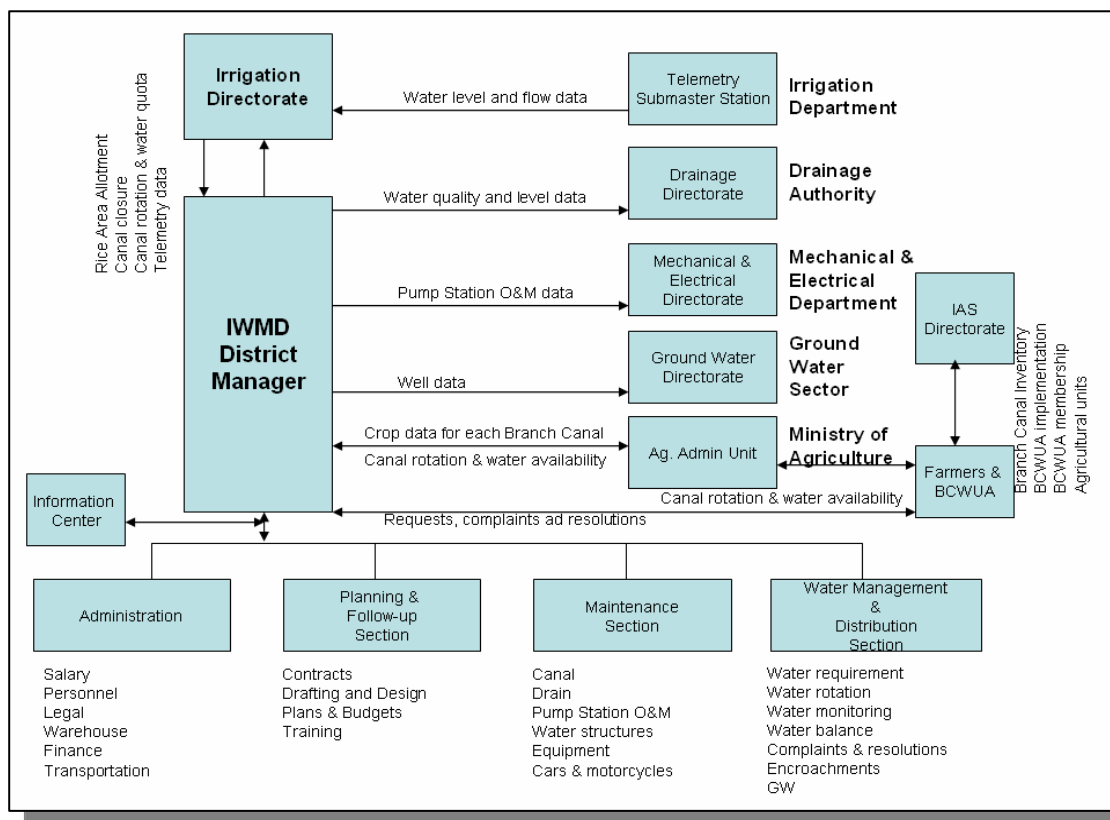 Irrigation
Directorate
Water level and flow data
Telemetry
Submaster Station
Irrigation
Department
Rice Area Allotment
Canal closure
Canal rotation & water quota
Telemetry data
Water quality and level data
Drainage
Directorate
Drainage
Authority
IWMD
District
Manager
Pump Station O&M data
Mechanical &
Electrical
Directorate
Mechanical &
Electrical
Department
IAS
Directorate
Well data
Ground Water
Directorate
Ground
Water
Sector
Branch Canal Inventory
BCWUA implementation
BCWUA membership
Agricultural units
Crop data for each Branch Canal
Canal rotation & water availability
Ag. Admin Unit
Ministry of
Agriculture
Farmers &
BCWUA
Canal rotation & water availability
Requests, complaints ad resolutions
Information
Center
Administration
Salary
Personnel
Legal
Warehouse
Finance
Transportation
Planning &
Follow-up
Section
Contracts
Drafting and Design
Plans & Budgets
Training
Maintenance
Section
Canal
Drain
Pump Station O&M
Water structures
Equipment
Cars & motorcycles
Water Management
&
Distribution
Section
Water requirement
Water rotation
Water monitoring
Water balance
Complaints & resolutions
Encroachments
GW